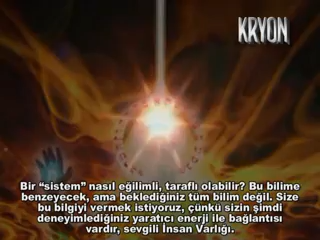 KRYON
Bir “sistem” nasıl eğilimli, taraflı olabilir? Bu bilime
benzeyecek, ama beklediğiniz tüm bilim değil. Size
bu bilgiyi vermek istiyoruz, çünkü sizin şimdi
deneyimlediğiniz yaratıcı enerji ile bağlantısı
vardır, sevgili İnsan Varlığı.